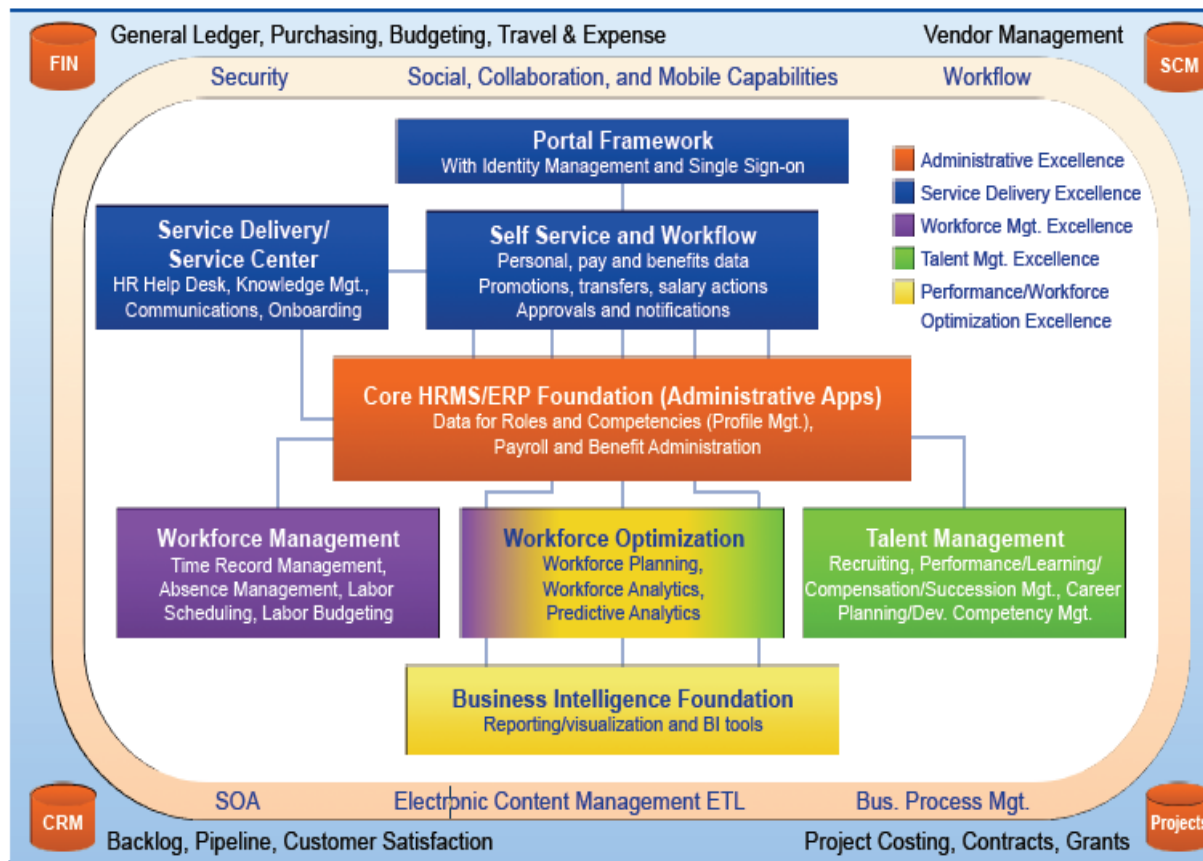 General Ledger, Purchasing, Budgeting, Travel & Expense
Vendor Management
FIN
SCM
Security
Social, Collaboration, and Mobile Capabilities
Workflow
Portal Framework
With Identity Management and Single Sign-on
Administrative Excellence
Service Delivery Excellence
Workforce Mgt. Excellence
Talent Mgt. Excellence
Performance/Workforce
Optimization Excellence
Service Delivery/
Service Center
HR Help Desk, Knowledge Mgt.,
Communications, Onboarding
Self Service and Workflow
Personal, pay and benefits data
Promotions, transfers, salary actions
Approvals and notifications
Core HRMS/ERP Foundation (Administrative Apps)
Data for Roles and Competencies (Profile Mgt.),
Payroll and Benefit Administration
Workforce Management
Time Record Management,
Absence Management, Labor
Scheduling, Labor Budgeting
Workforce Optimization
Workforce Planning,
Workforce Analytics,
Predictive Analytics
Talent Management
Recruiting, Performance/Learning/
Compensation/Succession Mgt., Career
Planning/Dev. Competency Mgt.
Business Intelligence Foundation
Reporting/visualization and BI tools
SOA
Electronic Content Management ETL
Bus. Process Mgt.
CRM
Projects
Backlog, Pipeline, Customer Satisfaction
Project Costing, Contracts, Grants